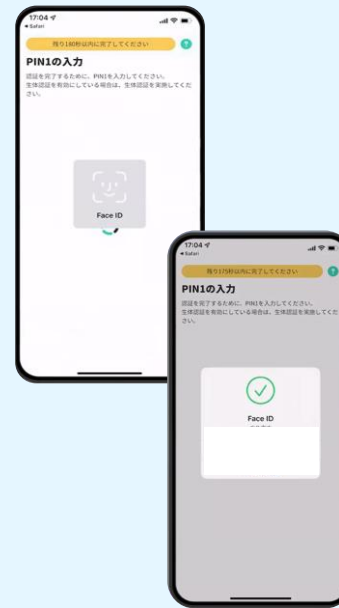 17:04
◀ Safari
残り180秒以内に完了してください
?
PIN1の入力
認証を完了するために、PIN1を入力してください。
生体認証を有効にしている場合は、生体認証を実施してくだ
さい。
Face ID
17:04
◀ Safari
残り175秒以内に完了してください
?
PIN1の入力
認証を完了するために、PIN1を入力してください。
生体認証を有効にしている場合は、生体認証を実施してくだ
さい。
Face ID